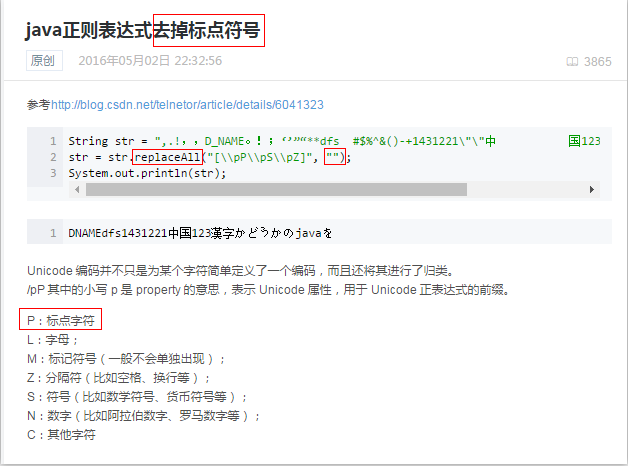 java正则表达式去掉标点符号
原创 2016年05月02日 22:32:56 3865
参考http://blog.csdn.net/telnetor/article/details/6041323
1 String str = ",.!，，D_NAME。！；‘’”“**dfs  #$%^&()-+1431221\"\"中           国123
2 str = str.replaceAll("[\\pP\\pS\\pZ]", "");
3 System.out.println(str);
1 DNAMEdfs1431221中国123漢字かどうかのjavaを
Unicode 编码并不只是为某个字符简单定义了一个编码，而且还将其进行了归类。
/pP 其中的小写 p 是 property 的意思，表示 Unicode 属性，用于 Unicode 正表达式的前缀。
P：标点字符
L：字母；
M：标记符号（一般不会单独出现）；
Z：分隔符（比如空格、换行等）；
S：符号（比如数学符号、货币符号等）；
N：数字（比如阿拉伯数字、罗马数字等）；
C：其他字符